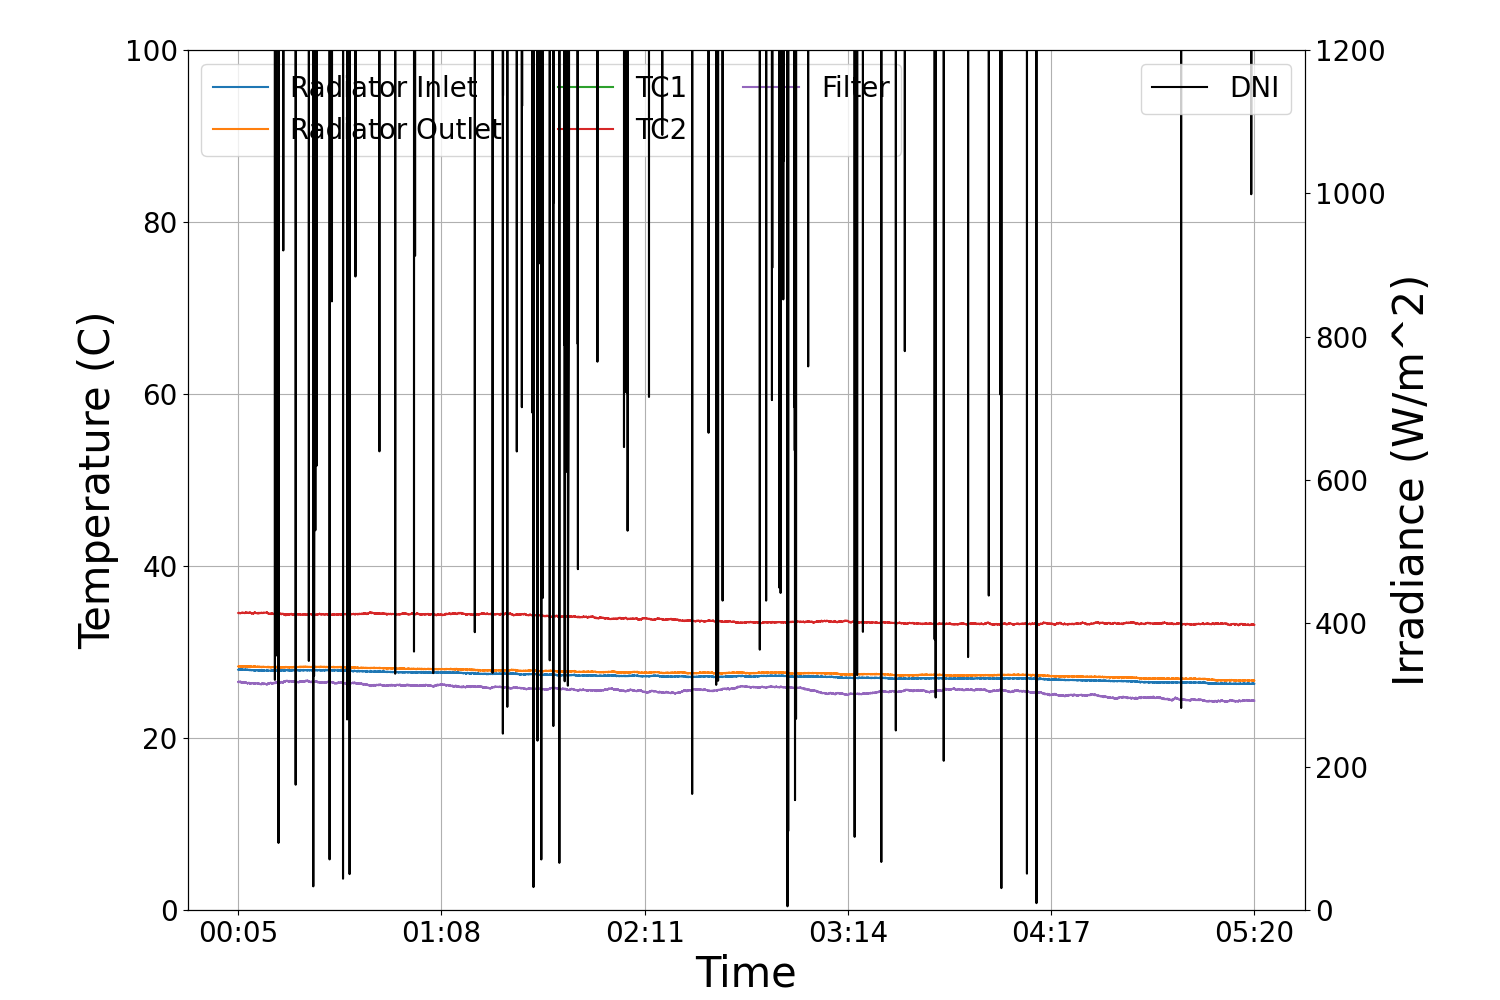 100
80
60
40
20
0
Temperature (C)
Radiator Inlet
Radiator Outlet
TC1
TC2
Filter
DNI
1200
1000
800
600
400
200
0
Irradiance (W/m^2)
00:05
01:08
02:11
03:14
04:17
05:20
Time